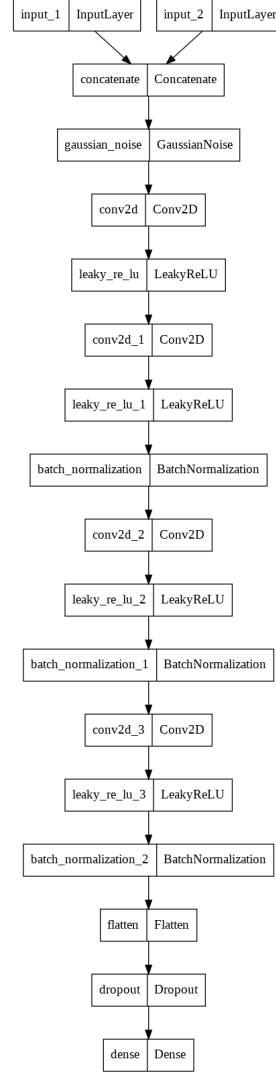 input_1 InputLayer input_2 InputLayer
concatenate Concatenate
gaussian_noise GaussianNoise
conv2d Conv2D
leaky_re_lu LeakyReLU
conv2d_1 Conv2D
leaky_re_lu_1 LeakyReLU
batch_normalization BatchNormalization
conv2d_2 Conv2D
leaky_re_lu_2 LeakyReLU
batch_normalization_1 BatchNormalization
conv2d_3 Conv2D
leaky_re_lu_3 LeakyReLU
batch_normalization_2 BatchNormalization
flatten Flatten
dropout Dropout
dense Dense